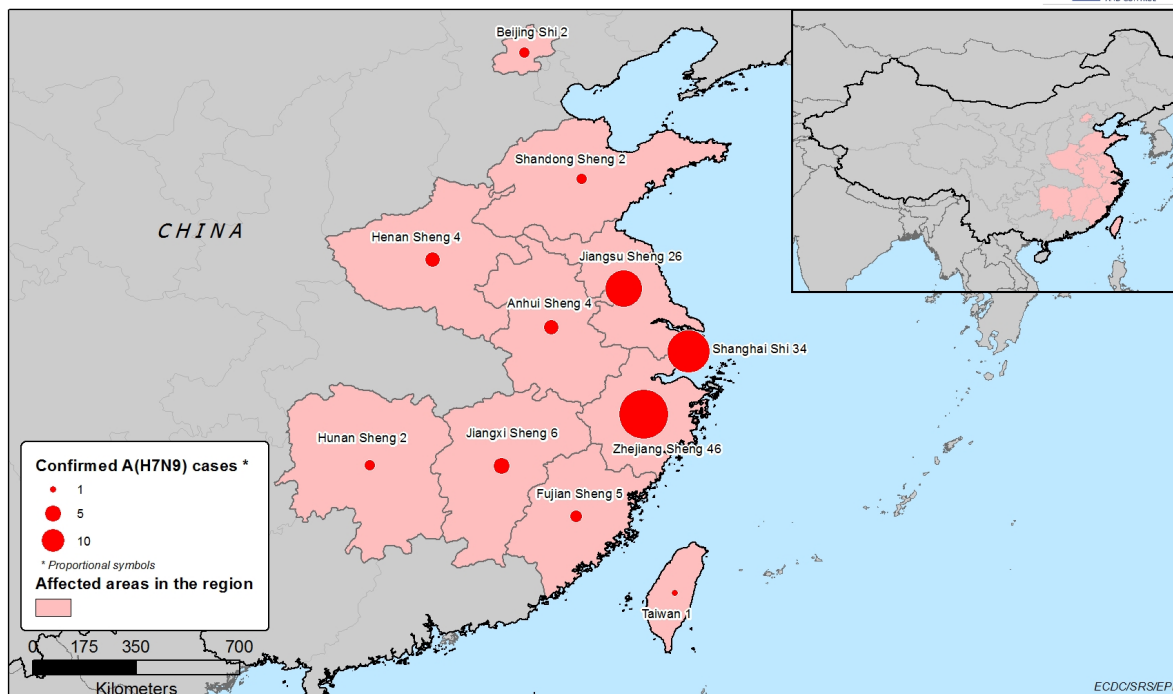 Beijing Shi 2
Shandong Sheng 2
CHINA
Henan Sheng 4
Jiangsu Sheng 26
Anhui Sheng 4
Shanghai Shi 34
Hunan Sheng 2
Jiangxi Sheng 6
Zhejiang Sheng 46
Fujian Sheng 5
Taiwan 1
Confirmed A(H7N9) cases *
1
5
10
* Proportional symbols
Affected areas in the region
0 175 350 700
Kilometers
ECDC/SRS/EP